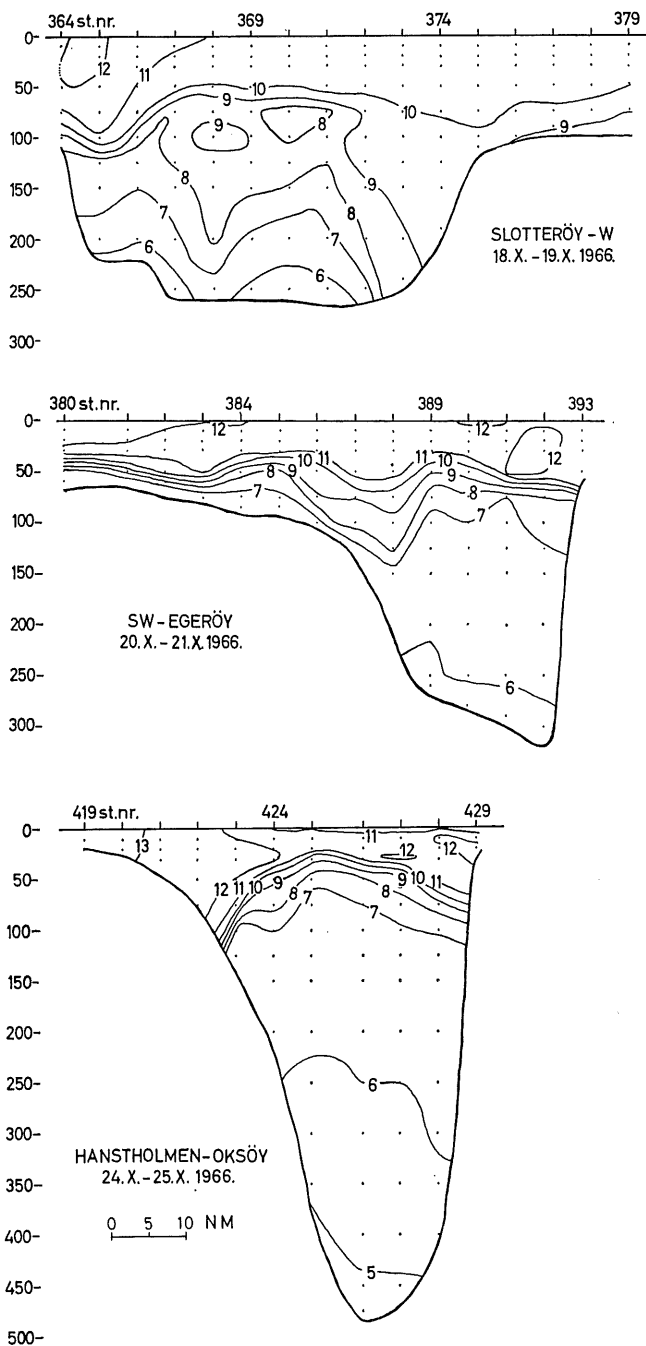 364 st.nr. 369 374 379
0-
50-
100-
150-
200-
250-
300-
12 11 10 9 10 9 8 9 8 9 7 8 7 6 6
SLOTTERÖY - W
18. X. - 19. X. 1966.
380 st.nr. 384 389 393
0-
50-
100-
150-
200-
250-
300-
12 12 11 11 10 10 12 9 9 8 8 7 7 6
SW - EGERÖY
20. X. - 21. X. 1966.
419 st.nr. 424 429
0-
50-
100-
150-
200-
250-
300-
350-
400-
450-
500-
13 11 12 12 12 11 10 9 9 10 11 8 8 7 7 6 5
HANSTHOLMEN-OKSÖY
24. X. - 25. X. 1966.
0 5 10 NM